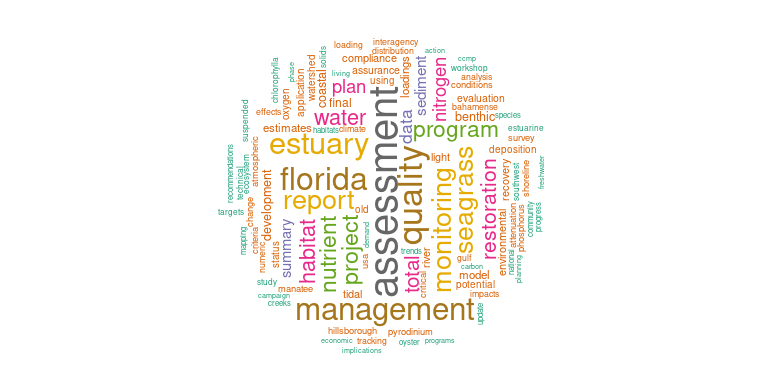 loading
interagency
action
solids
distribution
compliance
ccmp
phase
living
assurance
workshop
chlorophylla
watershed
coastal
using
analysis
loadings
sediment
nitrogen
conditions
oxygen
application
plan
final
evaluation
bahamense
effects
water
data
benthic
species
suspended
estimates
habitats
climate
program
estuarine
survey
estuary
assessment
quality
light
deposition
atmospheric
seagrass
restoration
recovery
southwest
shoreline
freshwater
recommendations
technical
ecosystem
florida
monitoring
development
report
old
targets
change
habitat
nutrient
project
demand
trends
river
environmental
attenuation
phosphorus
community
progress
mapping
criteria
numeric
status
summary
usa
total
critical
gulf
carbon
model
national
planning
study
manatee
tidal
potential
campaign
creeks
management
impacts
update
hillsborough
pyrodinium
economic
tracking
oyster
programs
implications